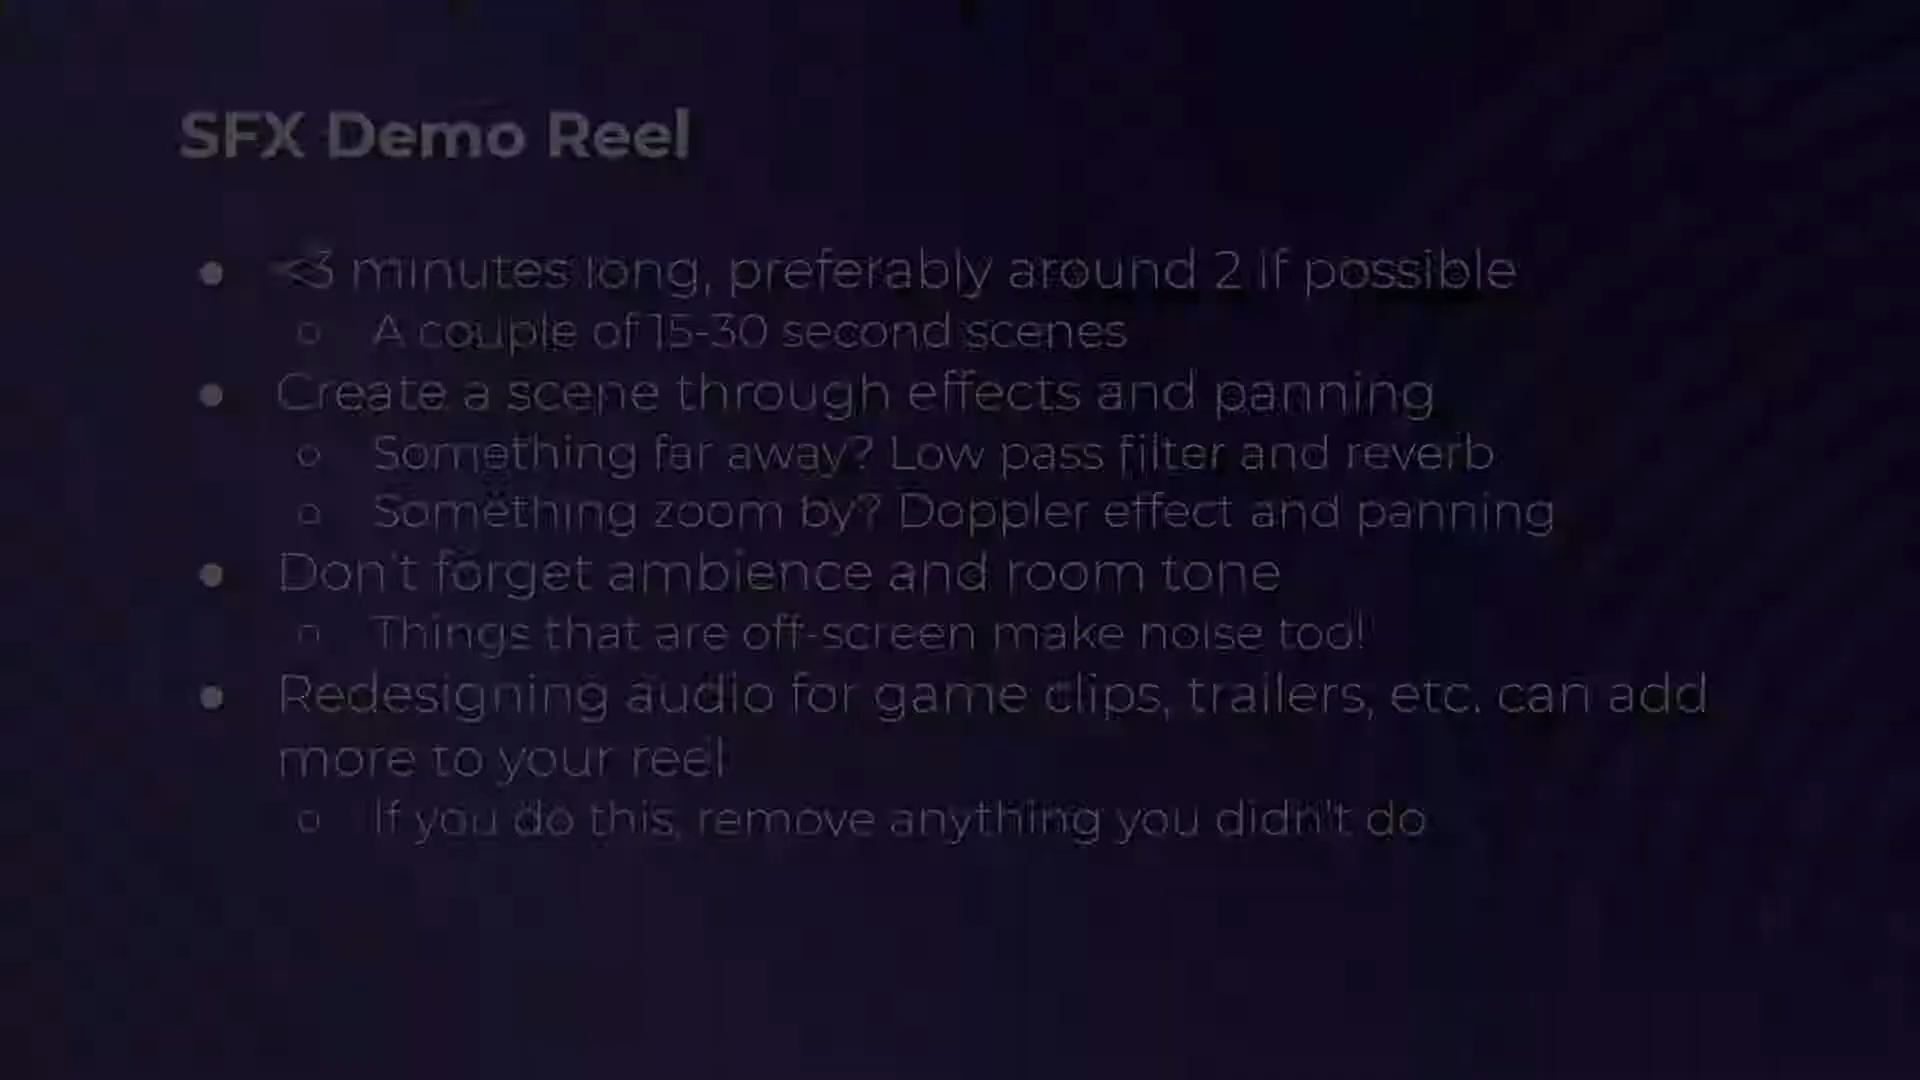 SFX Demo Reel
● <3 minutes long, preferably around 2 if possible
○ A couple of 15-30 second scenes
● Create a scene through effects and panning
○ Something far away? Low pass filter and reverb
○ Something zoom by? Doppler effect and panning
● Don't forget ambience and room tone
○ Things that are off-screen make noise too!
● Redesigning audio for game clips, trailers, etc. can add
more to your reel
○ If you do this, remove anything you didn't do